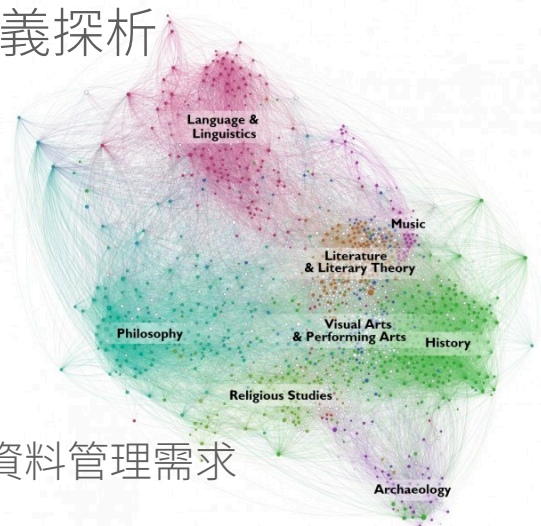 義探析
Language &
Linguistics
Music
Literature
& Literary Theory
Visual Arts
& Performing Arts
History
Philosophy
Religious Studies
資料管理需求
Archaeology